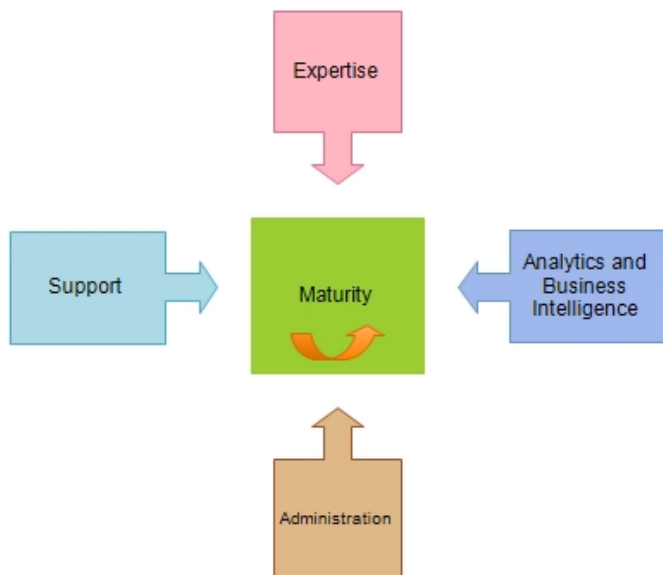 Expertise
Support
Maturity
Analytics and
Business
Intelligence
Administration